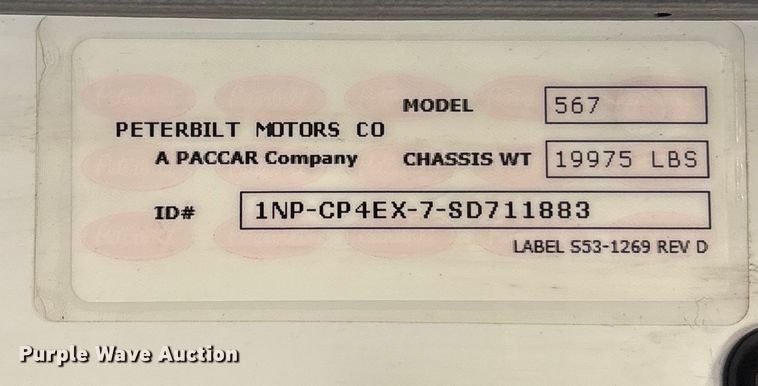 MODEL 567
PETERBILT MOTORS CO
A PACCAR Company CHASSIS WT 19975 LBS
ID# 1NP-CP4EX-7-SD711883
LABEL S53-1269 REV D
Purple Wave Auction